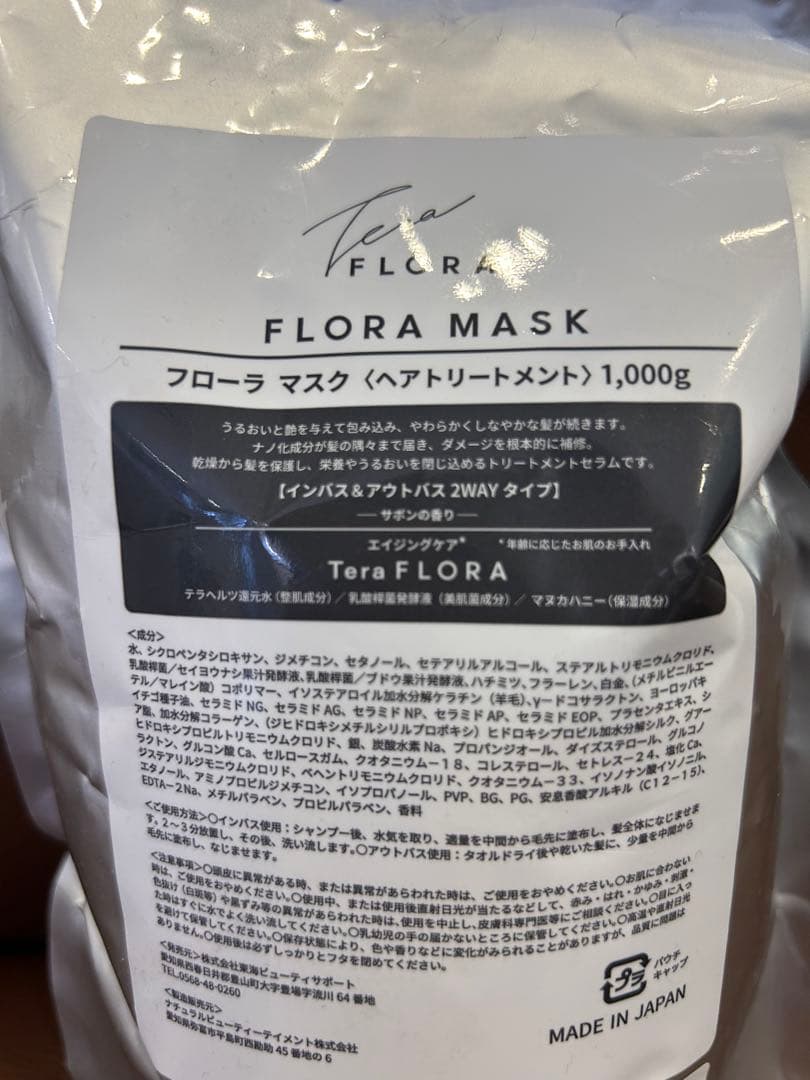 Tera
FLORA
FLORA MASK
フローラ マスク〈ヘアトリートメント〉1,000g
うるおいと艶を与えて包み込み、やわらかくしなやかな髪が続きます。
ナノ化成分が髪の隅々まで届き、ダメージを根本的に補修。
乾燥から髪を保護し、栄養やうるおいを閉じ込めるトリートメントセラムです。
【インバス＆アウトバス 2WAY タイプ】
―サボンの香り―
エイジングケア* *年齢に応じたお肌のお手入れ
Tera FLORA
テラヘルツ還元水（整肌成分）／乳酸桿菌発酵液（美肌菌成分）／マヌカハニー（保湿成分）
＜成分＞
水、シクロペンタシロキサン、ジメチコン、セタノール、セテアリルアルコール、ステアルトリモニウムクロリド、
乳酸桿菌／セイヨウナシ果汁発酵液、乳酸桿菌／ブドウ果汁発酵液、ハチミツ、フラーレン、白金、（メチルビニルエー
テル／マレイン酸）コポリマー、イソステアロイル加水分解ケラチン（羊毛）、γードコサラクトン、ヨーロッパキ
イチゴ種子油、セラミド NG、セラミド AG、セラミド NP、セラミド AP、セラミド EOP、プラセンタエキス、シ
ア脂、加水分解コラーゲン、（ジヒドロキシメチルシリルプロポキシ）ヒドロキシプロピル加水分解シルク、グアー
ヒドロキシプロピルトリモニウムクロリド、銀、炭酸水素 Na、プロパンジオール、ダイズステロール、グルコノ
ラクトン、グルコン酸 Ca、セルロースガム、クオタニウム－１８、コレステロール、セトレス－２４、塩化 Ca、
ジステアリルジモニウムクロリド、ベヘントリモニウムクロリド、クオタニウム－33、イソノナン酸イソノニル、
エタノール、アミノプロピルジメチコン、イソプロパノール、PVP、BG、PG、安息香酸アルキル（C１２－１５）、
EDTA－２Na、メチルパラベン、プロピルパラベン、香料
＜ご使用方法＞〇インバス使用：シャンプー後、水気を取り、適量を中間から毛先に塗布し、髪全体になじませま
す。2～3分放置し、その後、洗い流します。〇アウトバス使用：タオルドライ後や乾いた髪に、少量を中間から
毛先に塗布し、なじませます。
＜注意事項＞〇頭皮に異常がある時、または異常があらわれた時は、ご使用をおやめください。〇お肌に合わない
時は、ご使用をおやめください。〇使用中、または使用後直射日光が当たるなどして、赤み・はれ・かゆみ・刺激・
色抜け（白斑等）や黒ずみ等の異常があらわれた時は、使用を中止し、皮膚科専門医等にご相談ください。〇目に入っ
た時はすぐに水でよく洗い流してください。〇乳幼児の手の届かないところに保管してください。〇高温や直射日光
を避けて保管してください。〇保存状態により、色や香りなどに変化がみられることがありますが、品質に問題は
ありません。〇使用後は必ずしっかりとフタを閉めてください。
＜発売元＞株式会社東海ビューティサポート
愛知県西春日井郡豊山町大字豊場字流川 64 番地
TEL.0568-48-0260
＜製造販売元＞
ナチュラルビューティーテイメント株式会社
愛知県弥富市平島町西勘助 45 番地の 6
プラ
パウチ
キャップ
MADE IN JAPAN